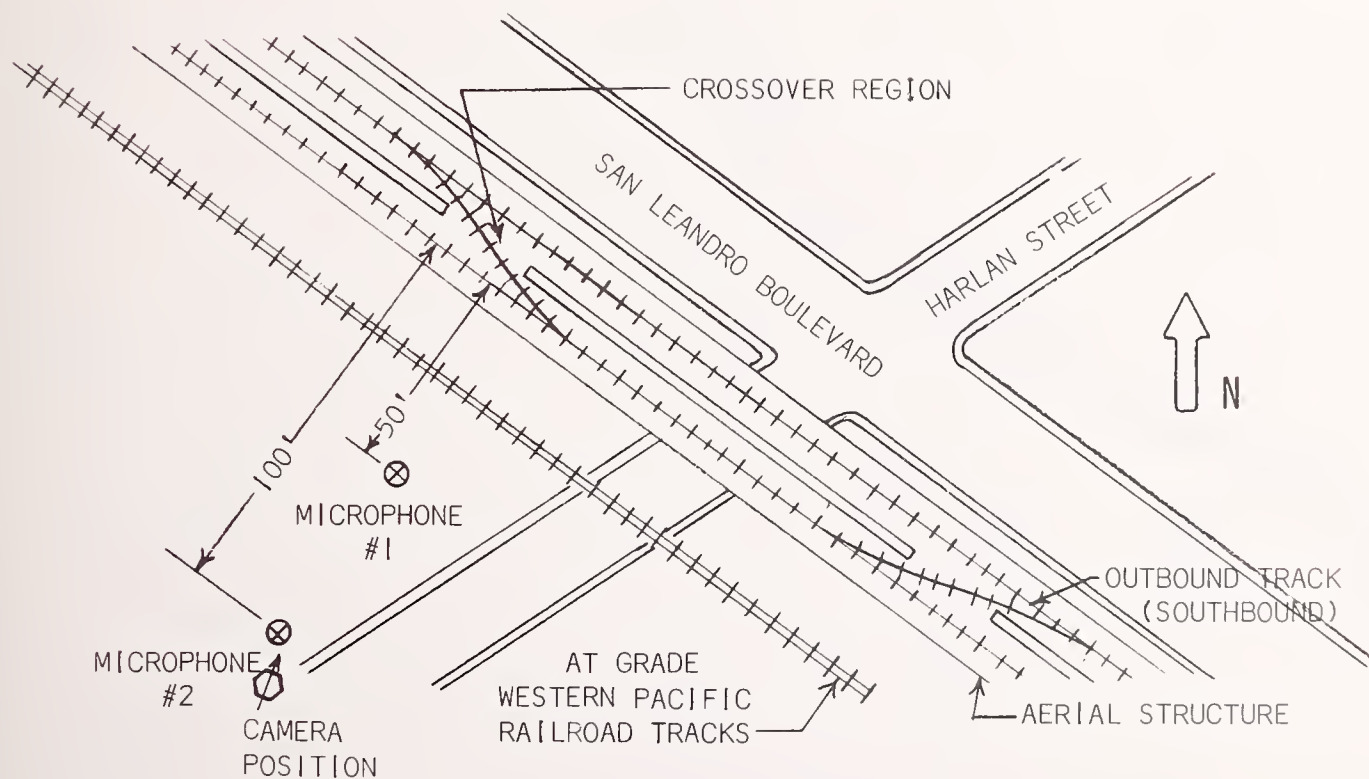 CROSSOVER REGION
SAN LEANDRO BOULEVARD
HARLAN STREET
N
50'
100'
MICROPHONE
#1
MICROPHONE
#2
CAMERA
POSITION
AT GRADE
WESTERN PACIFIC
RAILROAD TRACKS
OUTBOUND TRACK
(SOUTHBOUND)
AERIAL STRUCTURE